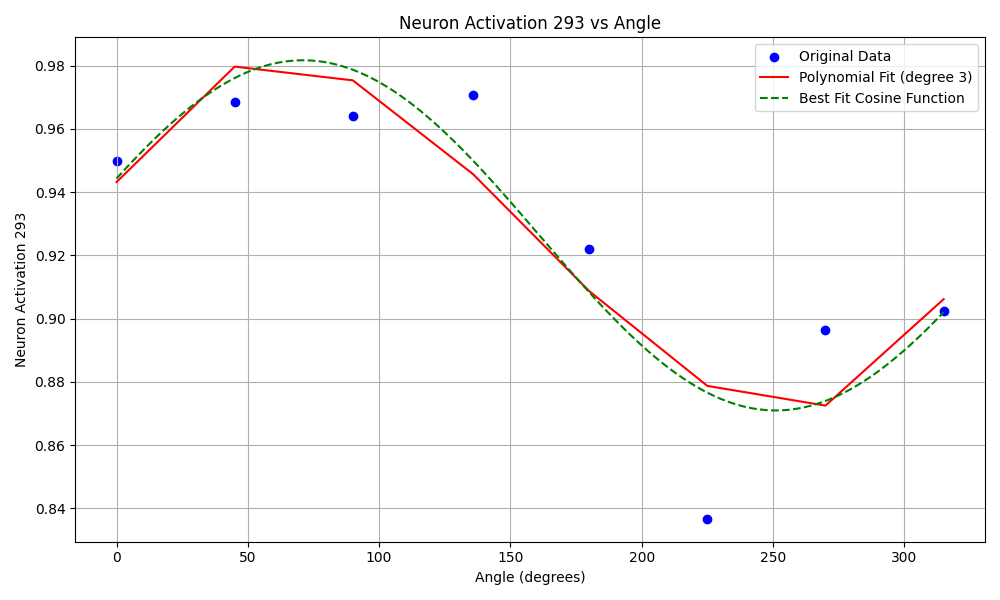 Neuron Activation 293 vs Angle
Original Data
Polynomial Fit (degree 3)
Best Fit Cosine Function
Neuron Activation 293
0.98
0.96
0.94
0.92
0.90
0.88
0.86
0.84
0
50
100
150
200
250
300
Angle (degrees)